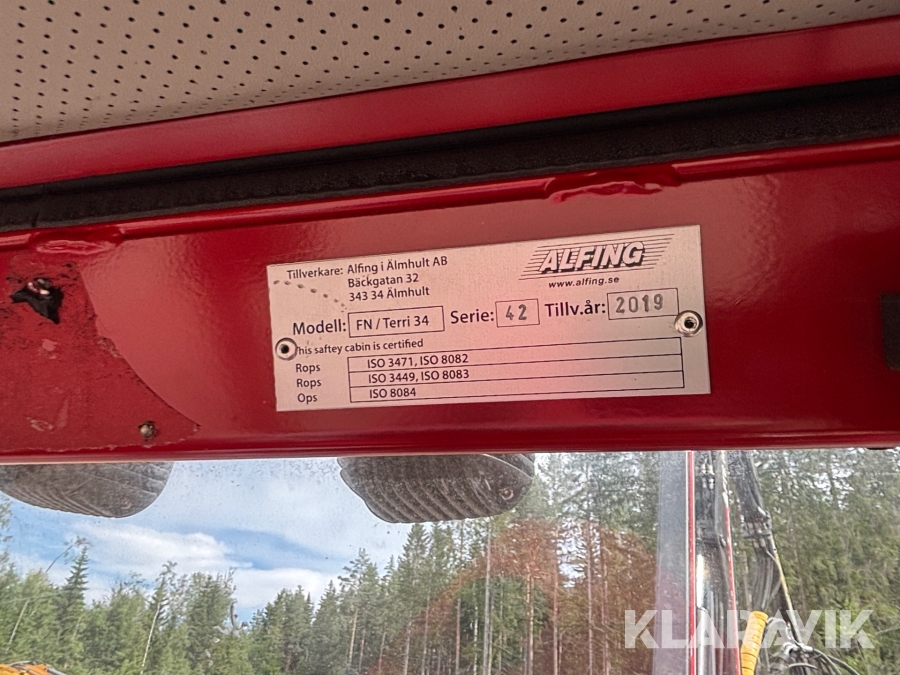 Tillverkare: Alfing i Älmhult AB
Bäckgatan 32
343 34 Älmhult
ALFING
www.alfing.se
Modell: FN / Terri 34 Serie: 42 Tillv.år: 2019
This saftey cabin is certified
Rops ISO 3471, ISO 8082
Rops ISO 3449, ISO 8083
Ops ISO 8084
KLARAVIK